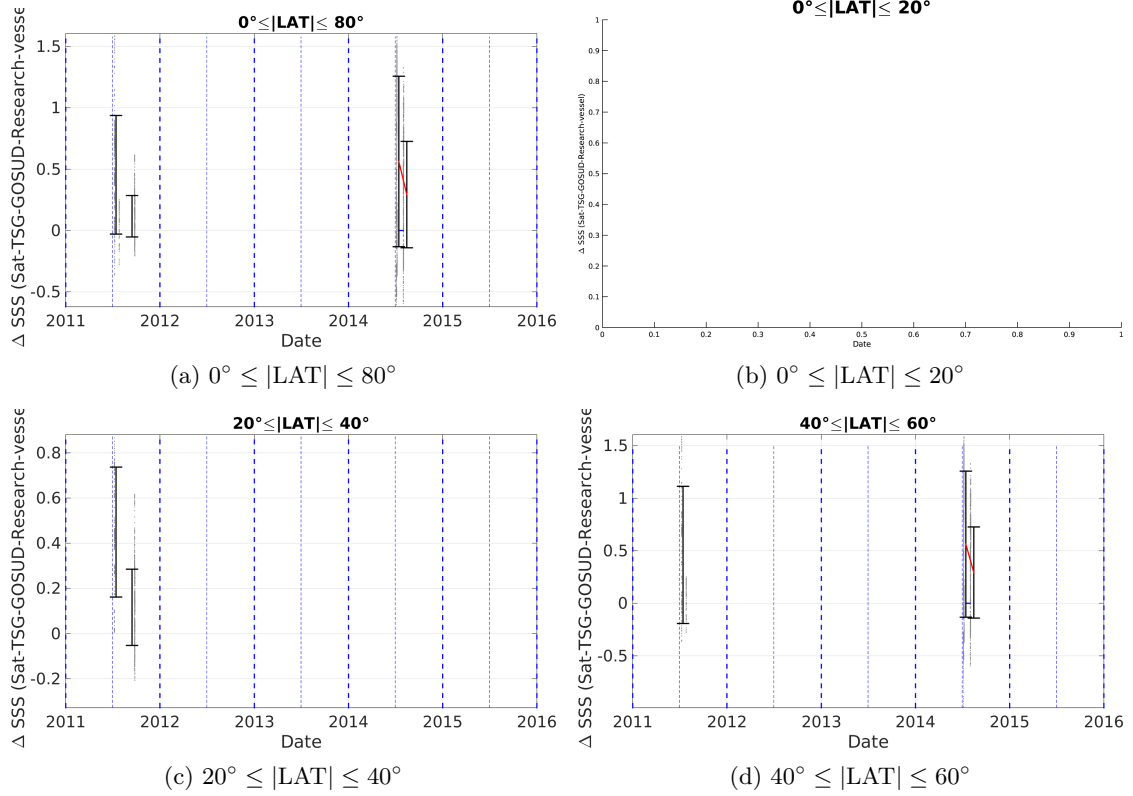 0°≤|LAT|≤ 80°
Δ SSS (Sat-TSG-GOSUD-Research-vesse
1.5
1
0.5
0
-0.5
2011 2012 2013 2014 2015 2016
Date
(a) 0° ≤ |LAT| ≤ 80°
0°≤|LAT|≤ 20°
Δ SSS (Sat-TSG-GOSUD-Research-vessel)
1
0.9
0.8
0.7
0.6
0.5
0.4
0.3
0.2
0.1
0
0 0.1 0.2 0.3 0.4 0.5 0.6 0.7 0.8 0.9 1
Date
(b) 0° ≤ |LAT| ≤ 20°
20°≤|LAT|≤ 40°
Δ SSS (Sat-TSG-GOSUD-Research-vesse
0.8
0.6
0.4
0.2
0
-0.2
2011 2012 2013 2014 2015 2016
Date
(c) 20° ≤ |LAT| ≤ 40°
40°≤|LAT|≤ 60°
Δ SSS (Sat-TSG-GOSUD-Research-vesse
1.5
1
0.5
0
-0.5
2011 2012 2013 2014 2015 2016
Date
(d) 40° ≤ |LAT| ≤ 60°